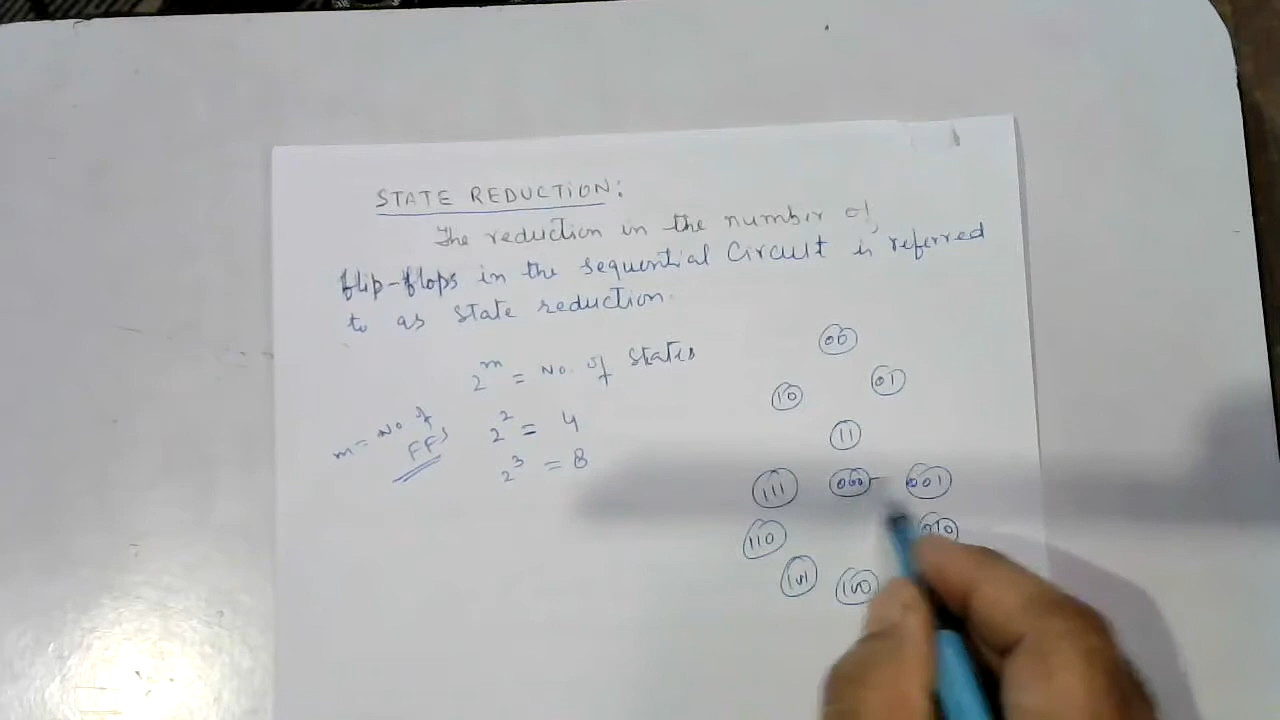 STATE REDUCTION:
The reduction in the number of
flip-flops in the sequential Circuit is referred
to as state reduction.
2^m = No. of States
m = No of FFs
2^2 = 4
2^3 = 8
00
10 01
11
111 000 001
110 010
101 100